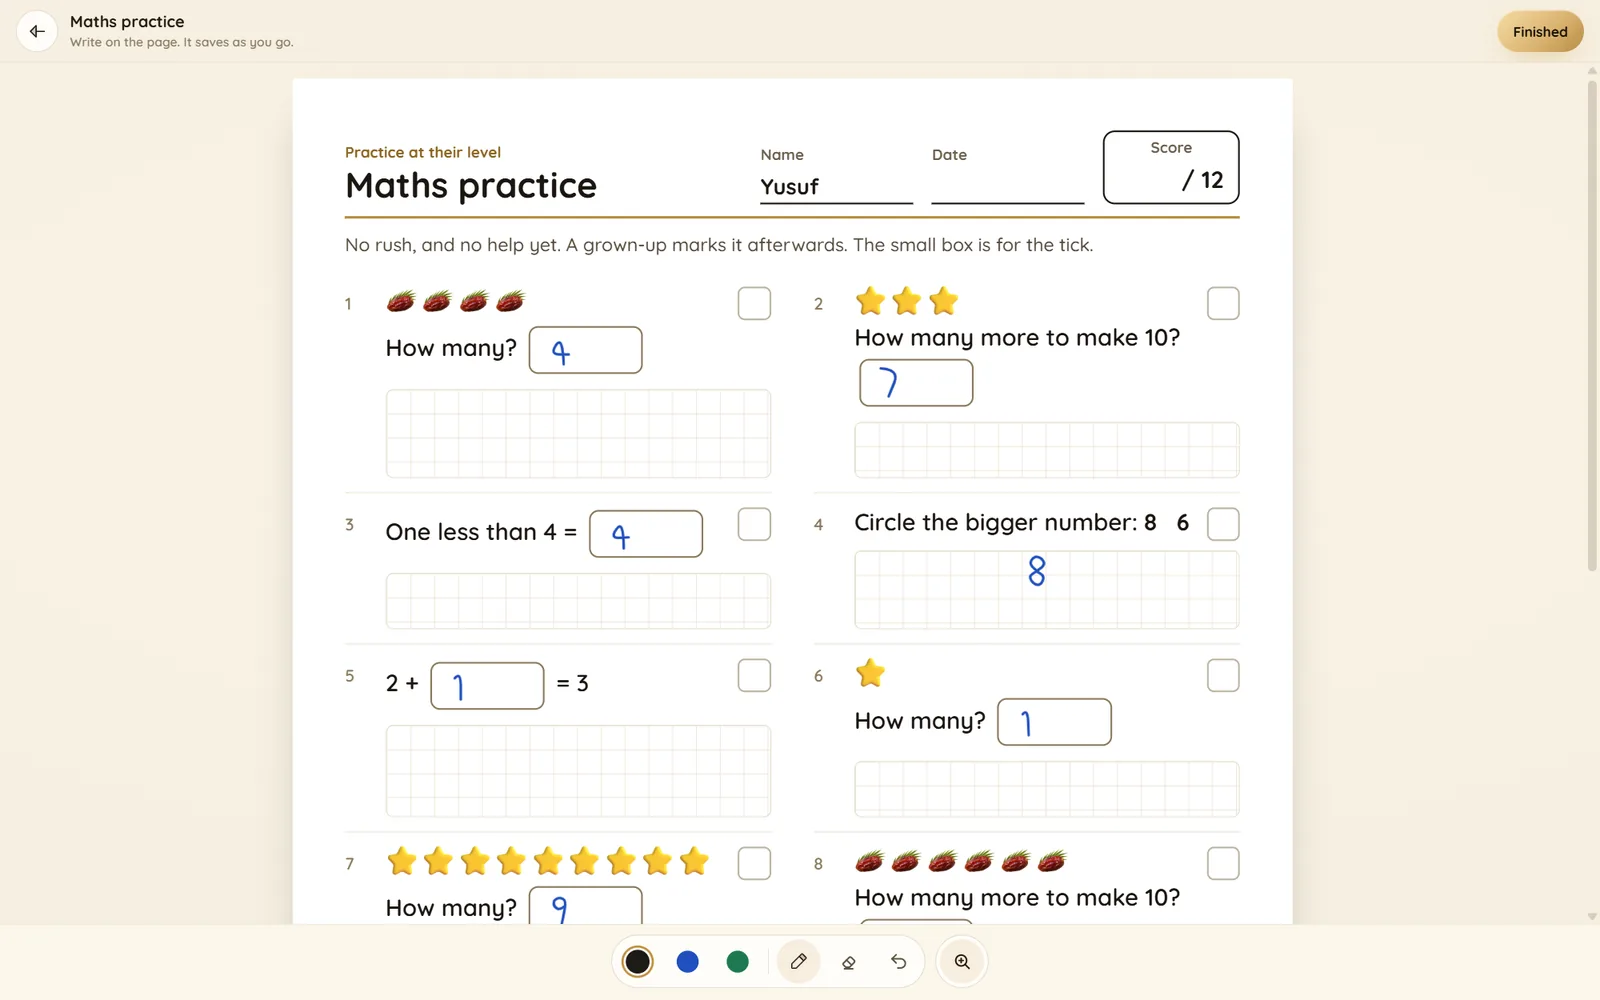 Maths practice
Write on the page. It saves as you go.
Finished
Practice at their level
Maths practice
Name
Yusuf
Date
Score
/ 12
No rush, and no help yet. A grown-up marks it afterwards. The small box is for the tick.
1
How many? 4
2
How many more to make 10?
7
3 One less than 4 = 4
4 Circle the bigger number: 8 6
8
5 2 + 1 = 3
6
How many? 1
7
How many? 9
8
How many more to make 10?